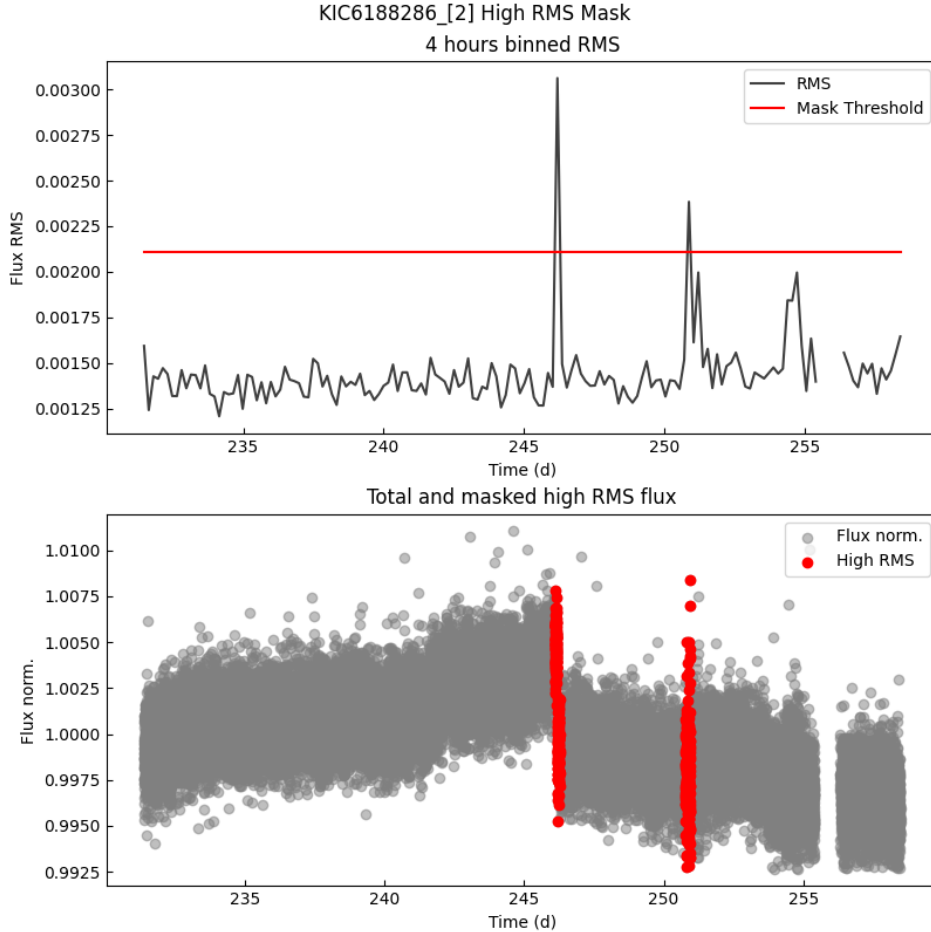 KIC6188286_[2] High RMS Mask
4 hours binned RMS
0.00300
0.00275
0.00250
0.00225
0.00200
0.00175
0.00150
0.00125
Flux RMS
RMS
Mask Threshold
235
240
245
250
255
Time (d)
Total and masked high RMS flux
1.0100
1.0075
1.0050
1.0025
1.0000
0.9975
0.9950
0.9925
Flux norm.
Flux norm.
High RMS
235
240
245
250
255
Time (d)